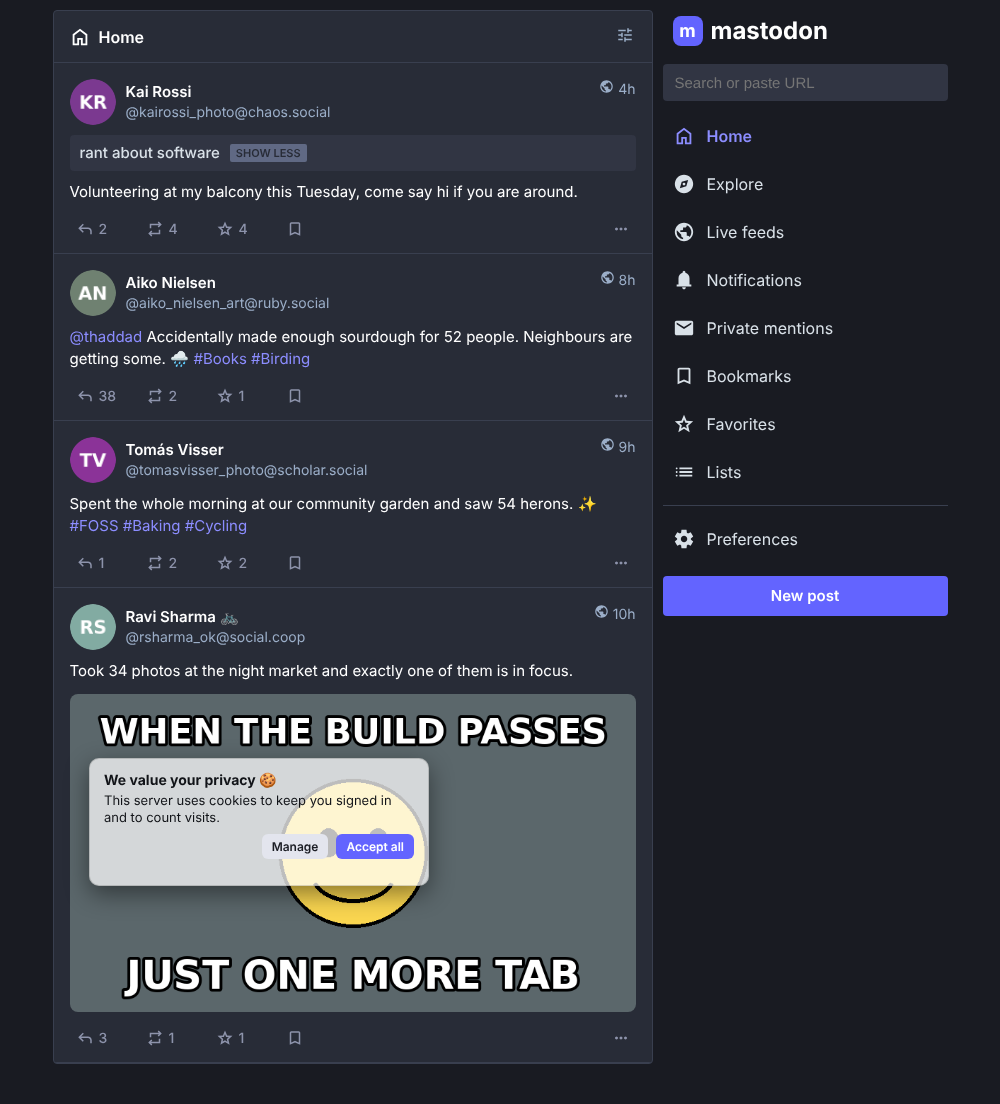 Home
KR
Kai Rossi
4h
@kairossi_photo@chaos.social
rant about software SHOW LESS
Volunteering at my balcony this Tuesday, come say hi if you are around.
2 4 4
AN
Aiko Nielsen
8h
@aiko_nielsen_art@ruby.social
@thaddad Accidentally made enough sourdough for 52 people. Neighbours are
getting some. 🌧️ #Books #Birding
38 2 1
TV
Tomás Visser
9h
@tomasvisser_photo@scholar.social
Spent the whole morning at our community garden and saw 54 herons. ✨
#FOSS #Baking #Cycling
1 2 2
RS
Ravi Sharma 🚲
10h
@rsharma_ok@social.coop
Took 34 photos at the night market and exactly one of them is in focus.
WHEN THE BUILD PASSES
We value your privacy 🍪
This server uses cookies to keep you signed in
and to count visits.
Manage Accept all
JUST ONE MORE TAB
3 1 1
m mastodon
Search or paste URL
Home
Explore
Live feeds
Notifications
Private mentions
Bookmarks
Favorites
Lists
Preferences
New post